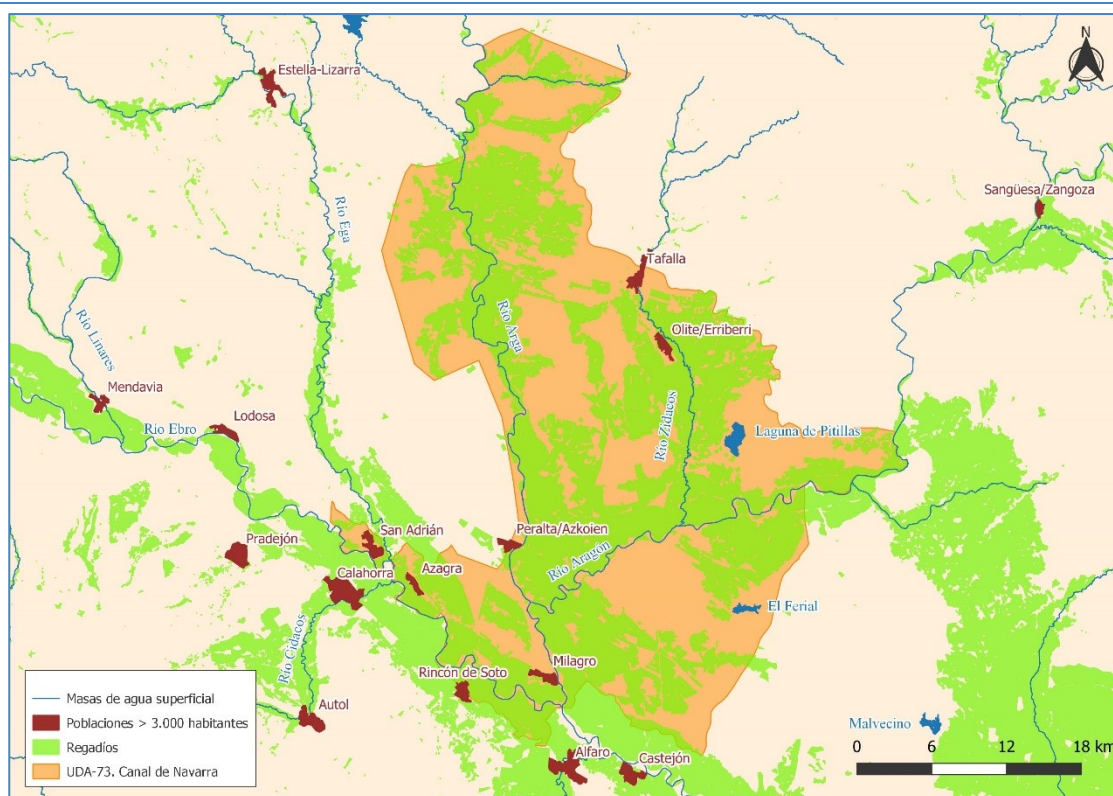 N
Estella-Lizarra
Sangüesa/Zangoza
Río Ega
Tafalla
Río Arga
Olite/Erriberri
Río Linares
Mendavia
Lodosa
Río Ebro
Río Zidacos
Laguna de Pitillas
San Adrián
Peralta/Azkoien
Pradejón
Río Aragón
Azagra
Calahorra
El Ferial
Río Cidacos
Milagro
Rincón de Soto
Autol
Malvecino
Alfaro
Castejón
Masas de agua superficial
Poblaciones > 3.000 habitantes
Regadíos
UDA-73. Canal de Navarra
0 6 12 18 km